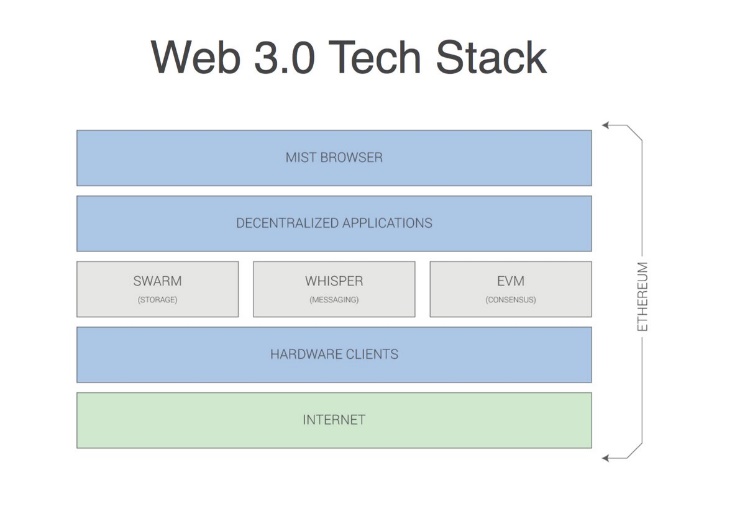 Web 3.0 Tech Stack
MIST BROWSER
DECENTRALIZED APPLICATIONS
SWARM
(STORAGE)
WHISPER
(MESSAGING)
EVM
(CONSENSUS)
HARDWARE CLIENTS
INTERNET
ETHEREUM